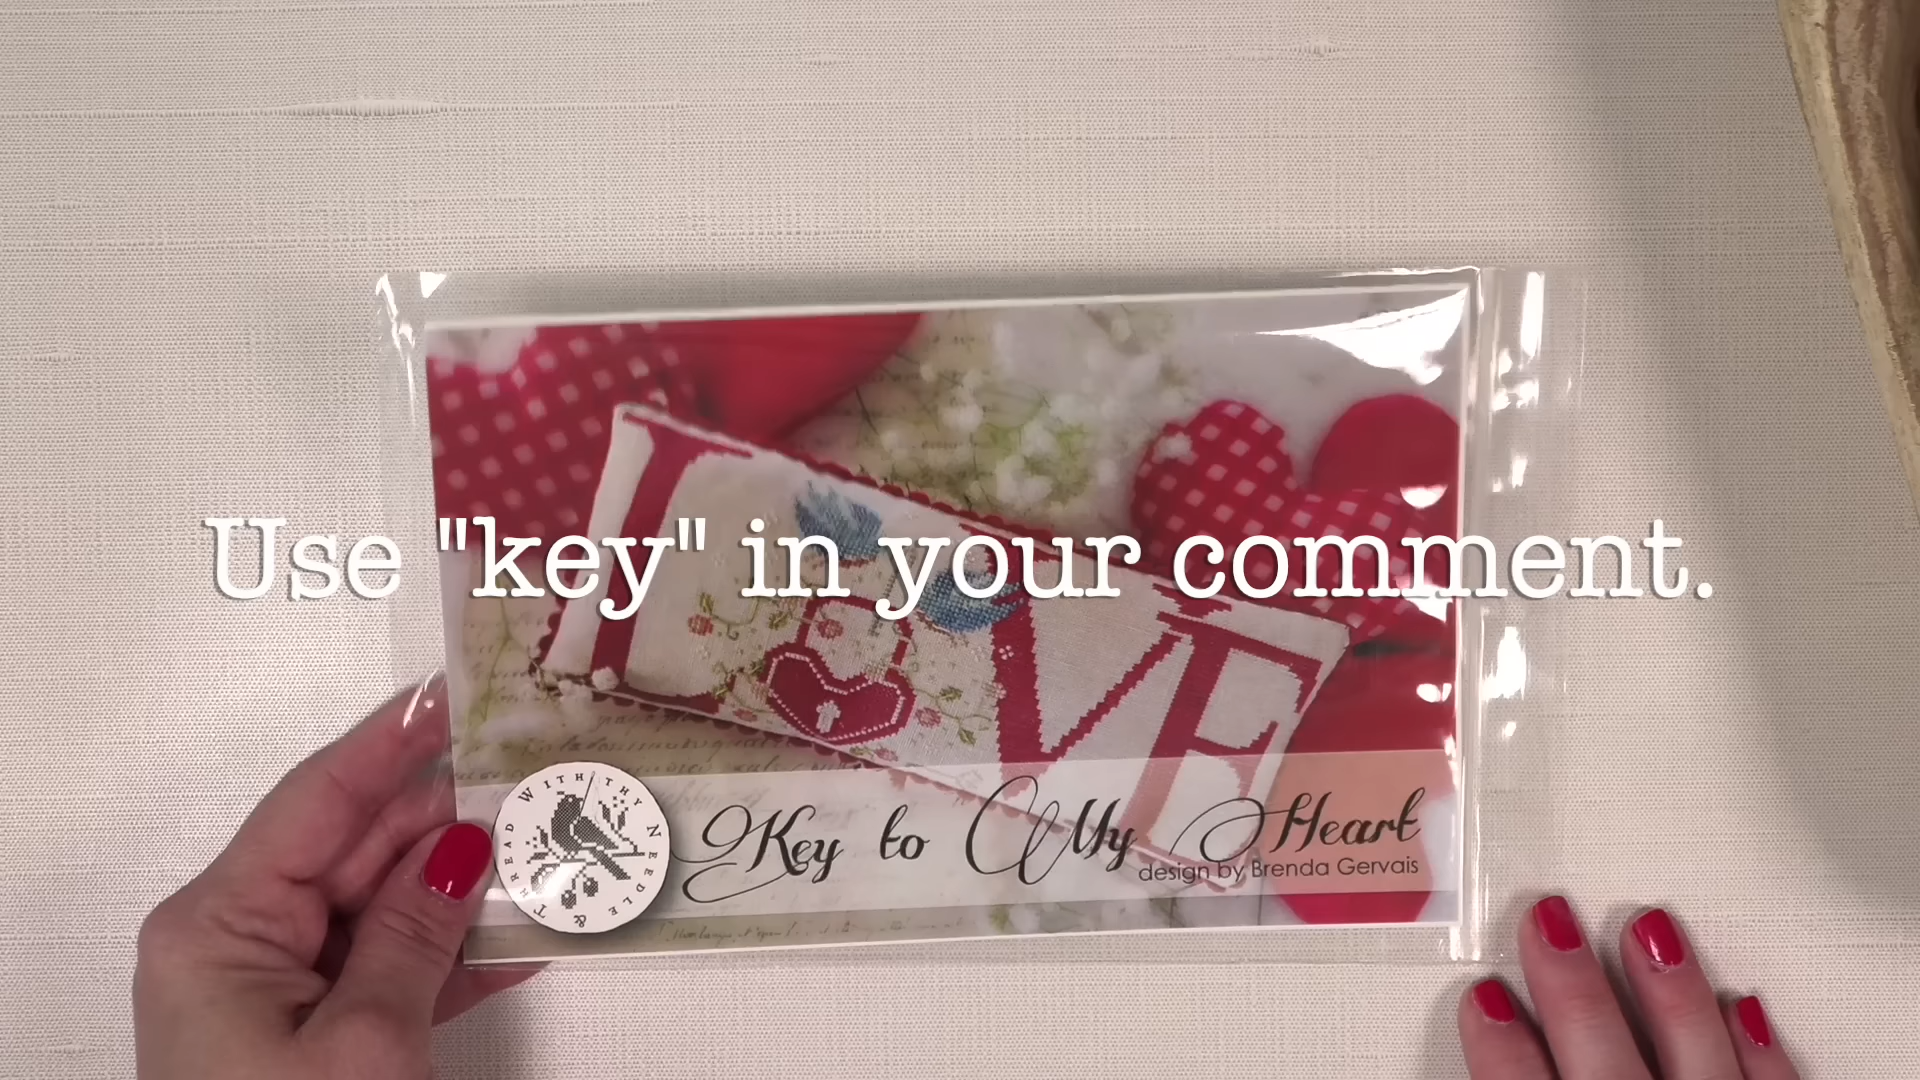 Use "key" in your comment.
LOVE
WITH THY NEEDLE & THREAD
Key to My Heart
design by Brenda Gervais